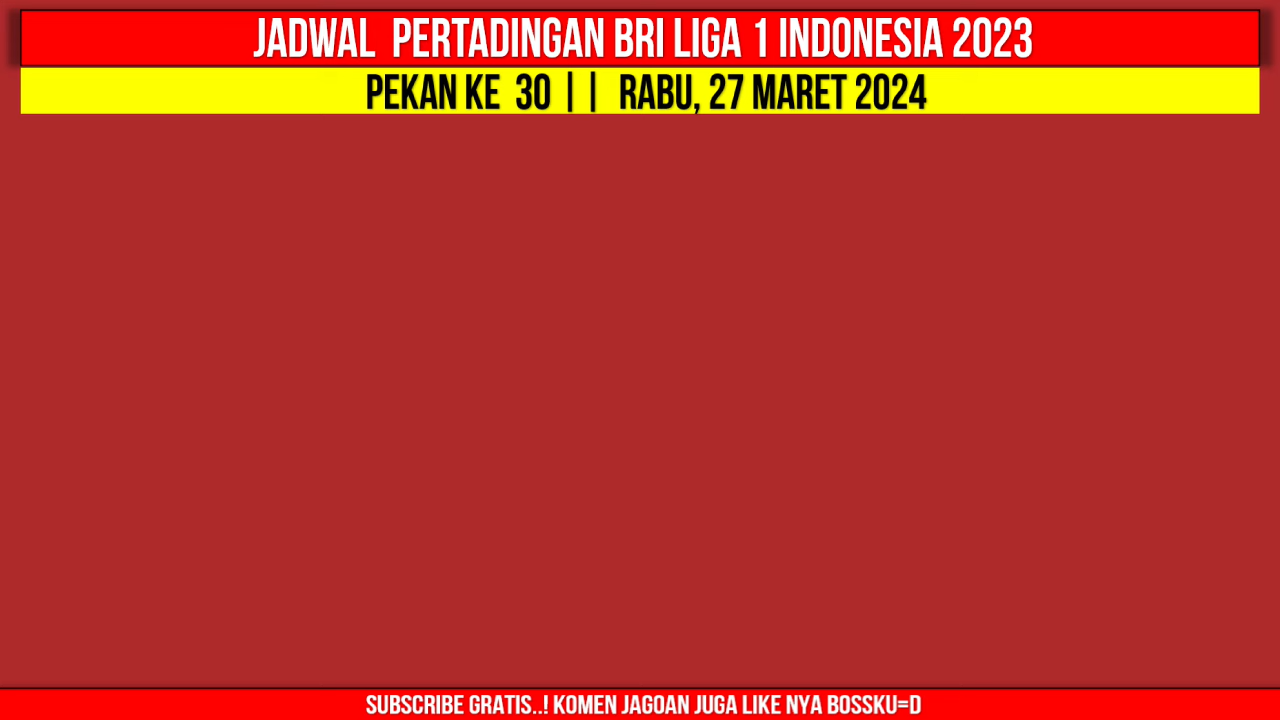 JADWAL PERTADINGAN BRI LIGA 1 INDONESIA 2023
PEKAN KE 30 || RABU, 27 MARET 2024
SUBSCRIBE GRATIS..! KOMEN JAGOAN JUGA LIKE NYA BOSSKU=D